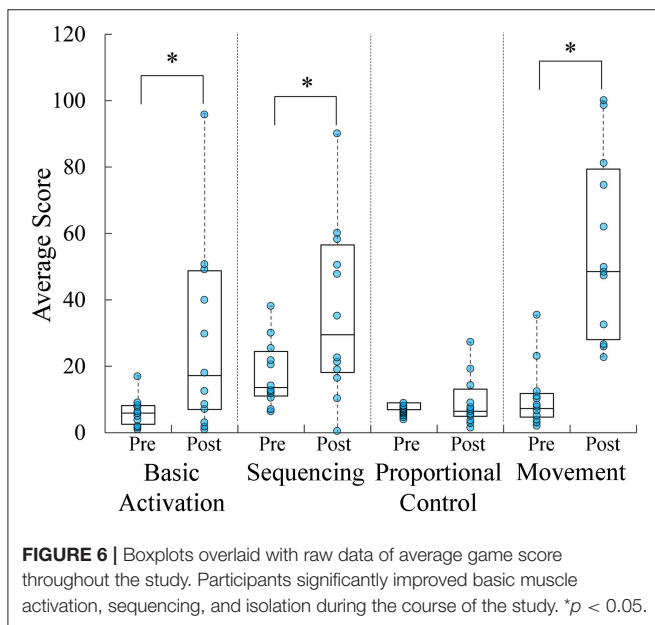 120
100
80
60
40
20
0
Average Score
* * *
Pre Post Pre Post Pre Post Pre Post
Basic Activation Sequencing Proportional Control Movement
FIGURE 6 | Boxplots overlaid with raw data of average game score
throughout the study. Participants significantly improved basic muscle
activation, sequencing, and isolation during the course of the study. *p < 0.05.